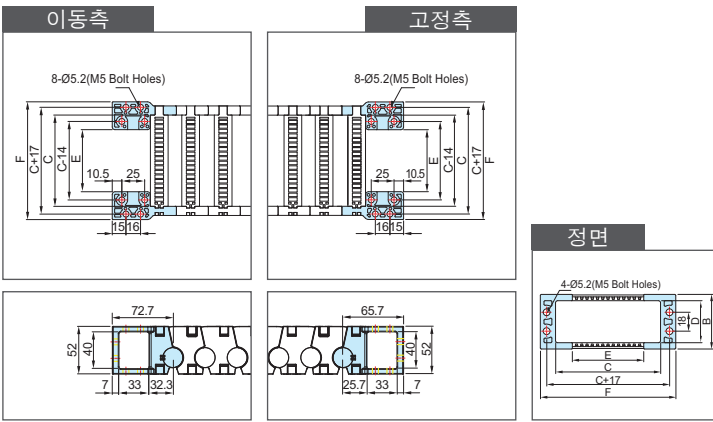 이동측
8-Ø5.2(M5 Bolt Holes)
F
C+17
C
C-14
E
10.5
25
15
16
고정측
8-Ø5.2(M5 Bolt Holes)
E
C-14
C
C+17
F
25
10.5
16
15
72.7
52
40
7
33
32.3
65.7
40
52
25.7
33
7
정면
4-Ø5.2(M5 Bolt Holes)
18
D
B
E
C
C+17
F